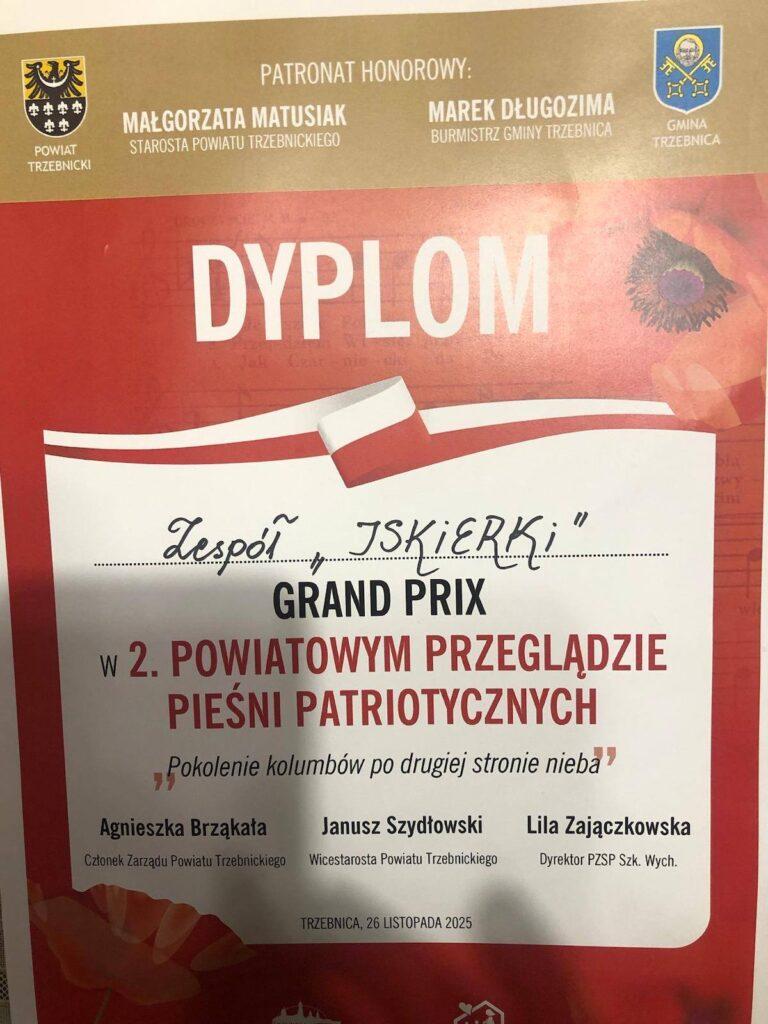 PATRONAT HONOROWY:
MAŁGORZATA MATUSIAK
STAROSTA POWIATU TRZEBNICKIEGO
MAREK DŁUGOZIMA
BURMISTRZ GMINY TRZEBNICA
POWIAT
TRZEBNICKI
GMINA
TRZEBNICA
DYPLOM
Zespół „ISKiERKi"
GRAND PRIX
W 2. POWIATOWYM PRZEGLĄDZIE
PIEŚNI PATRIOTYCZNYCH
„Pokolenie kolumbów po drugiej stronie nieba”
Agnieszka Brząkała
Członek Zarządu Powiatu Trzebnickiego
Janusz Szydłowski
Wicestarosta Powiatu Trzebnickiego
Lila Zajączkowska
Dyrektor PZSP Szk. Wych.
TRZEBNICA, 26 LISTOPADA 2025